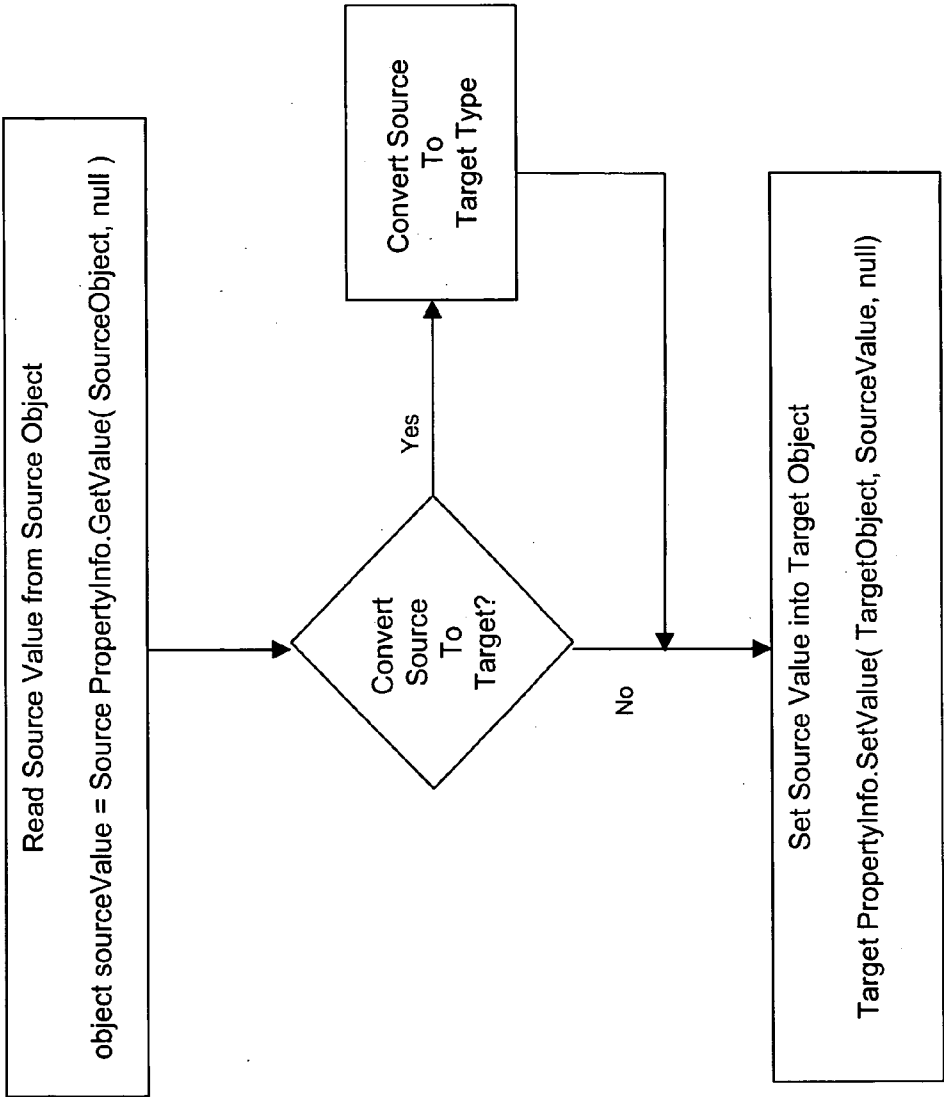 Read Source Value from Source Object
object sourceValue = Source PropertyInfo.GetValue( SourceObject, null )
Convert
Source
To
Target?
Yes
Convert Source
To
Target Type
No
Set Source Value into Target Object
Target PropertyInfo.SetValue( TargetObject, SourceValue, null)